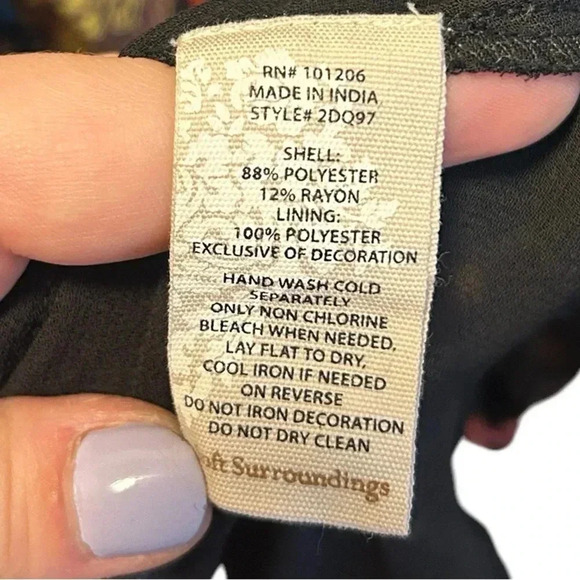 RN# 101206
MADE IN INDIA
STYLE# 2DQ97
SHELL:
88% POLYESTER
12% RAYON
LINING:
100% POLYESTER
EXCLUSIVE OF DECORATION
HAND WASH COLD
SEPARATELY
ONLY NON CHLORINE
BLEACH WHEN NEEDED,
LAY FLAT TO DRY,
COOL IRON IF NEEDED
ON REVERSE
DO NOT IRON DECORATION
DO NOT DRY CLEAN
oft Surroundings